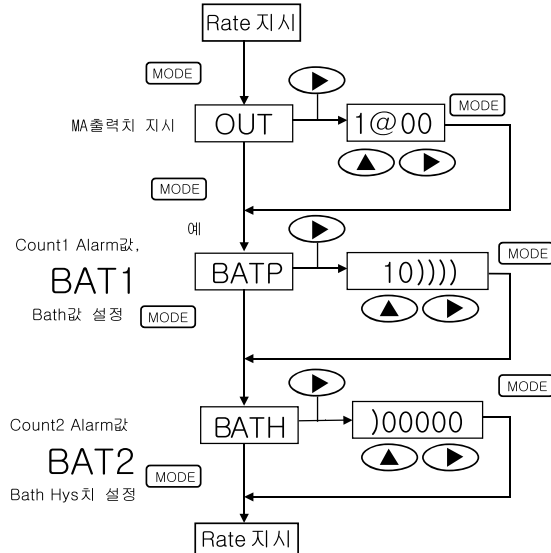 Rate 지시
MODE
MA출력치 지시
OUT
1@00
MODE
MODE
예
Count1 Alarm값,
BAT1
Bath값 설정
BATP
10))))
MODE
MODE
Count2 Alarm값
BAT2
Bath Hys치 설정
BATH
)00000
MODE
MODE
Rate 지시